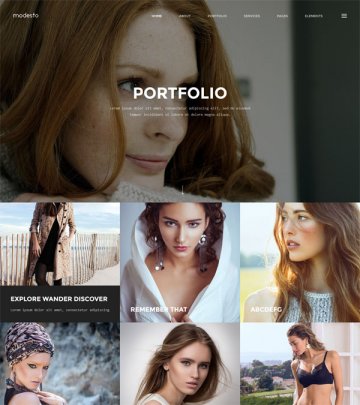 modesto
HOME ABOUT PORTFOLIO SERVICES PAGES ELEMENTS
PORTFOLIO
Lorem ipsum dolor sit amet, consectetur adipiscing elit, sed do eiusmod
tempor incididunt ut labore et dolore magna aliqua.
EXPLORE WANDER DISCOVER
Lorem ipsum dolor sit amet, consectetur adipiscing
REMEMBER THAT
ABCDEFG